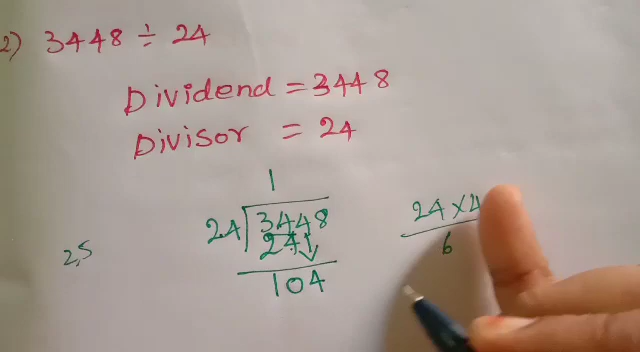 2) 3448 ÷ 24
Dividend = 3448
Divisor = 24
1
24 3448
24
104
2,5
24 × 4
6